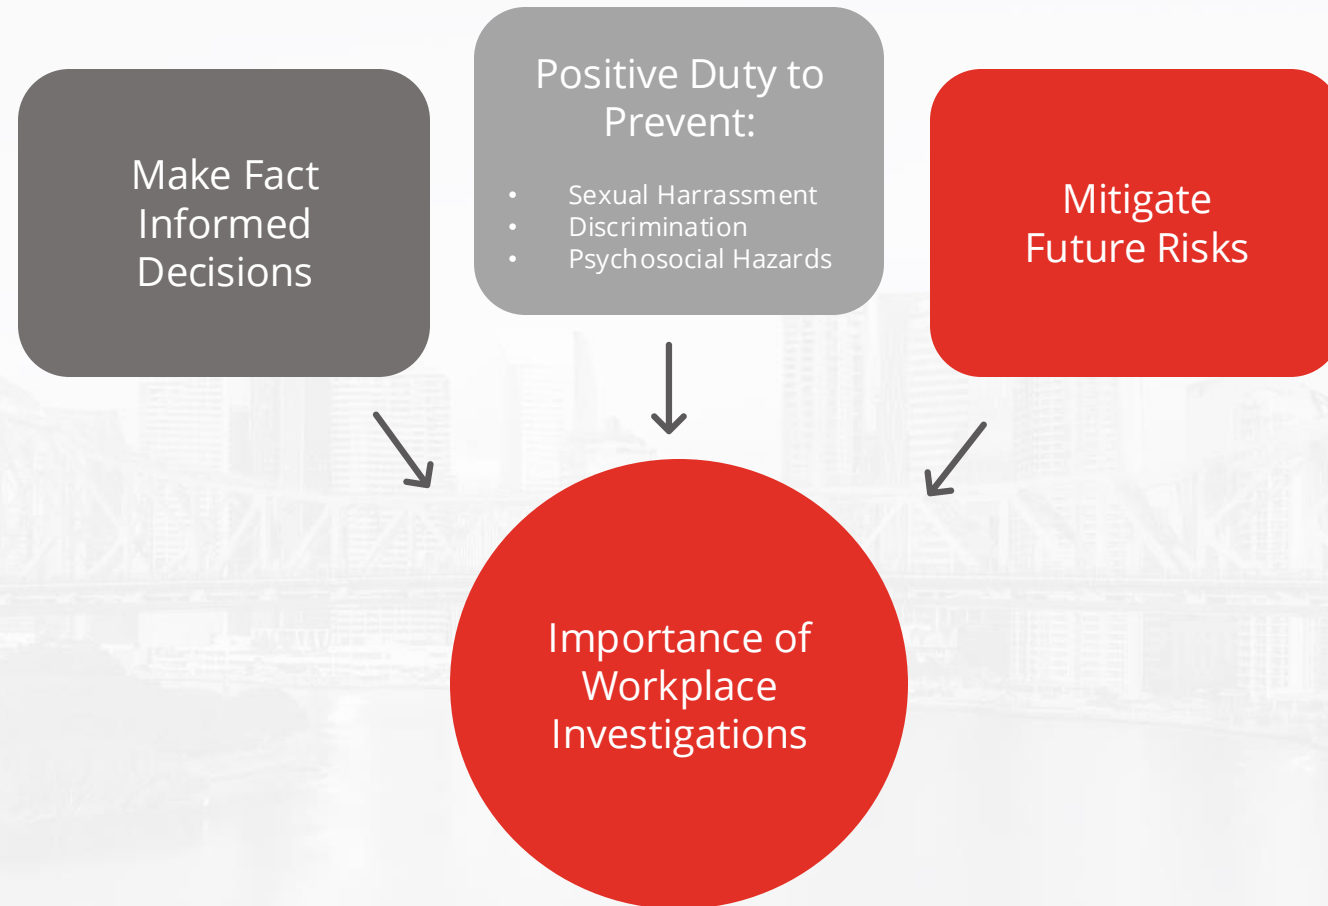 Make Fact
Informed
Decisions
Positive Duty to
Prevent:
• Sexual Harrassment
• Discrimination
• Psychosocial Hazards
Mitigate
Future Risks
Importance of
Workplace
Investigations